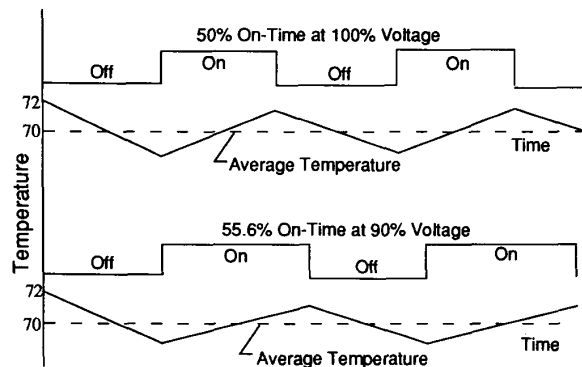 50% On-Time at 100% Voltage
Off
On
Off
On
72
70
Time
Average Temperature
Temperature
55.6% On-Time at 90% Voltage
Off
On
Off
On
72
70
Time
Average Temperature